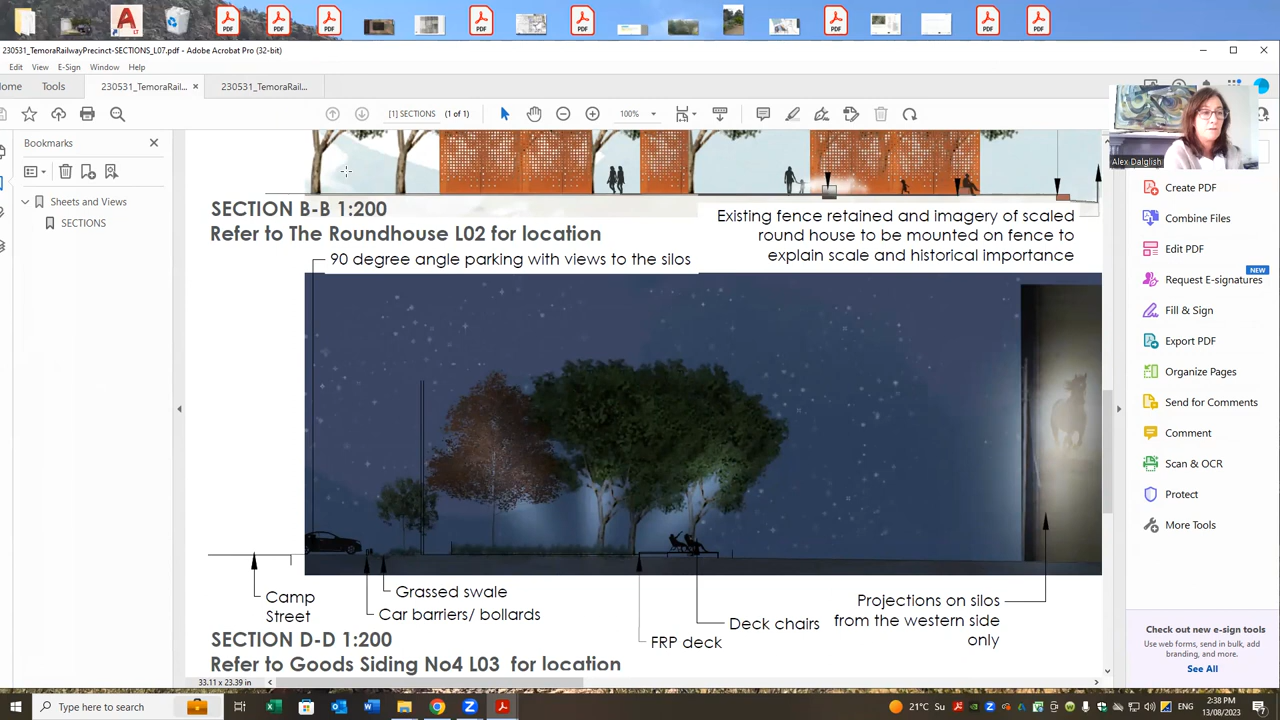 230531_TemoraRailwayPrecinct-SECTIONS_L07.pdf - Adobe Acrobat Pro (32-bit)
Edit View E-Sign Window Help
Home Tools 230531_TemoraRail... × 230531_TemoraRail...
[1] SECTIONS (1 of 1) 100%
Bookmarks
Sheets and Views
SECTIONS
SECTION B-B 1:200
Refer to The Roundhouse L02 for location
Existing fence retained and imagery of scaled
round house to be mounted on fence to
explain scale and historical importance
90 degree angle parking with views to the silos
Camp
Street
Grassed swale
Car barriers/ bollards
FRP deck
Deck chairs
Projections on silos
from the western side
only
SECTION D-D 1:200
Refer to Goods Siding No4 L03 for location
33.11 x 23.39 in
Alex Dalglish
Create PDF
Combine Files
Edit PDF
NEW
Request E-signatures
Fill & Sign
Export PDF
Organize Pages
Send for Comments
Comment
Scan & OCR
Protect
More Tools
Check out new e-sign tools
Use web forms, send in bulk, add
branding, and more.
See All
Type here to search
21°C Su
ENG
2:38 PM
13/08/2023